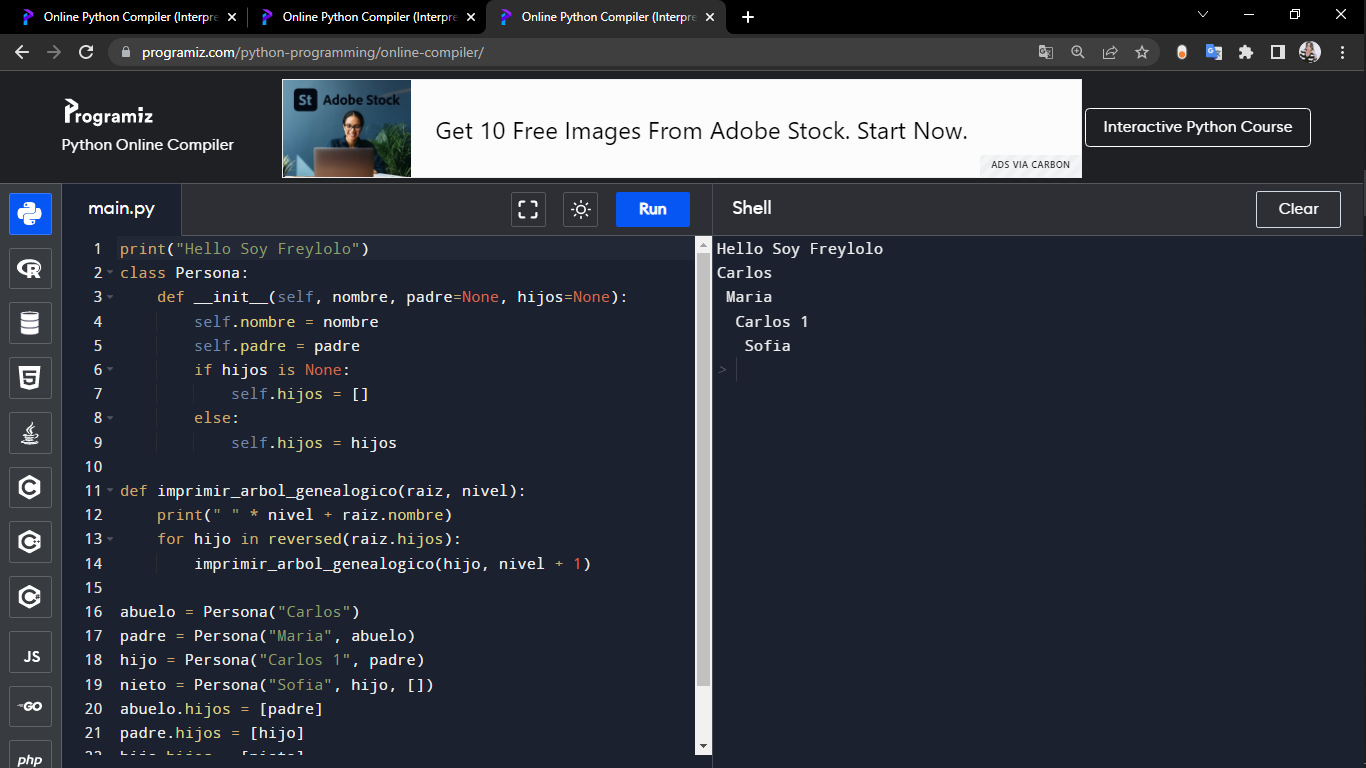 Online Python Compiler (Interpre
Online Python Compiler (Interpre
Online Python Compiler (Interpre
programiz.com/python-programming/online-compiler/
Programiz
Python Online Compiler
St Adobe Stock
Get 10 Free Images From Adobe Stock. Start Now.
ADS VIA CARBON
Interactive Python Course
main.py
Run
Shell
Clear
R
5
C
C
C
JS
GO
php
1 print("Hello Soy Freylolo")
2 class Persona:
3     def __init__(self, nombre, padre=None, hijos=None):
4         self.nombre = nombre
5         self.padre = padre
6         if hijos is None:
7             self.hijos = []
8         else:
9             self.hijos = hijos
10
11 def imprimir_arbol_genealogico(raiz, nivel):
12     print(" " * nivel + raiz.nombre)
13     for hijo in reversed(raiz.hijos):
14         imprimir_arbol_genealogico(hijo, nivel + 1)
15
16 abuelo = Persona("Carlos")
17 padre = Persona("Maria", abuelo)
18 hijo = Persona("Carlos 1", padre)
19 nieto = Persona("Sofia", hijo, [])
20 abuelo.hijos = [padre]
21 padre.hijos = [hijo]
22 hijo.hijos = [nieto]
Hello Soy Freylolo
Carlos
 Maria
  Carlos 1
   Sofia
>